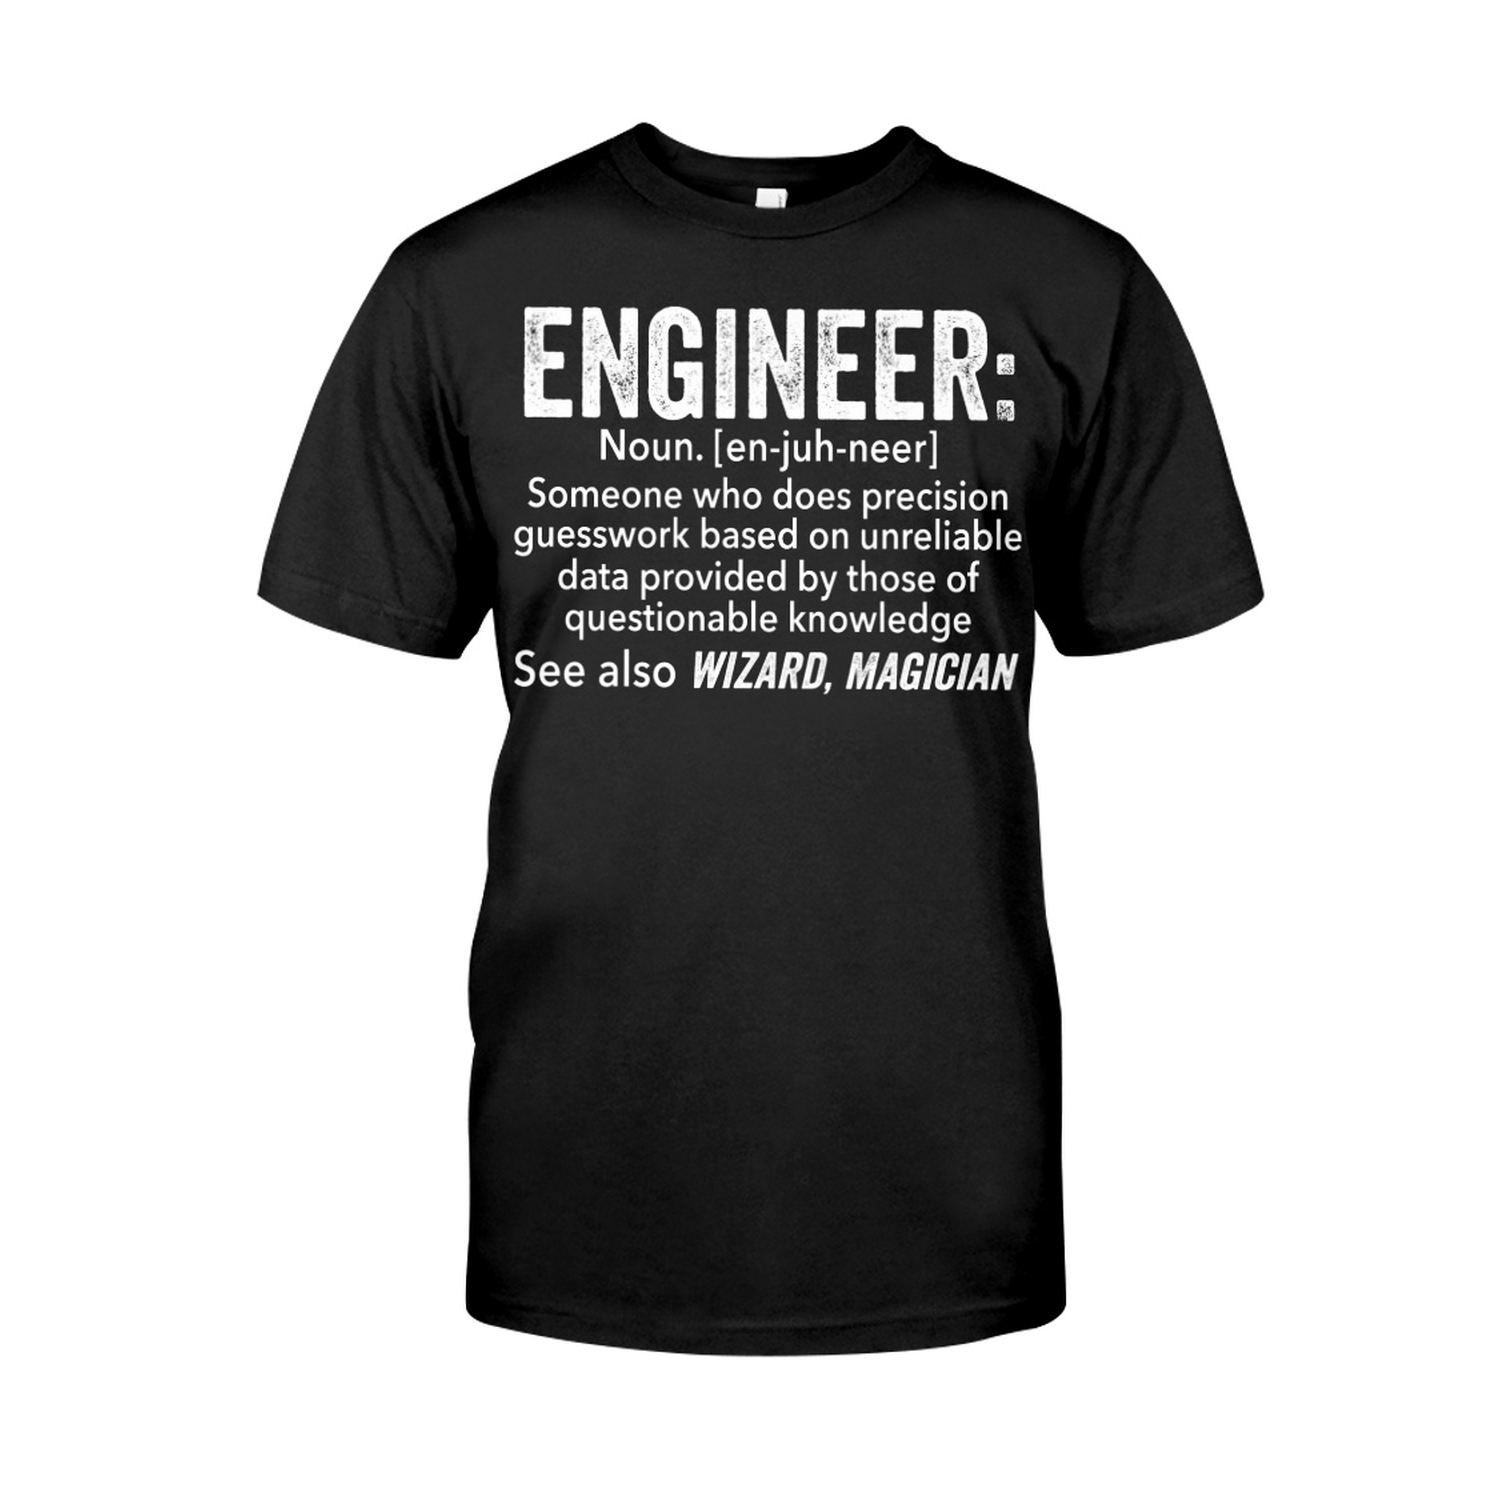 ENGINEER:
Noun. [en-juh-neer]
Someone who does precision
guesswork based on unreliable
data provided by those of
questionable knowledge
See also WIZARD, MAGICIAN